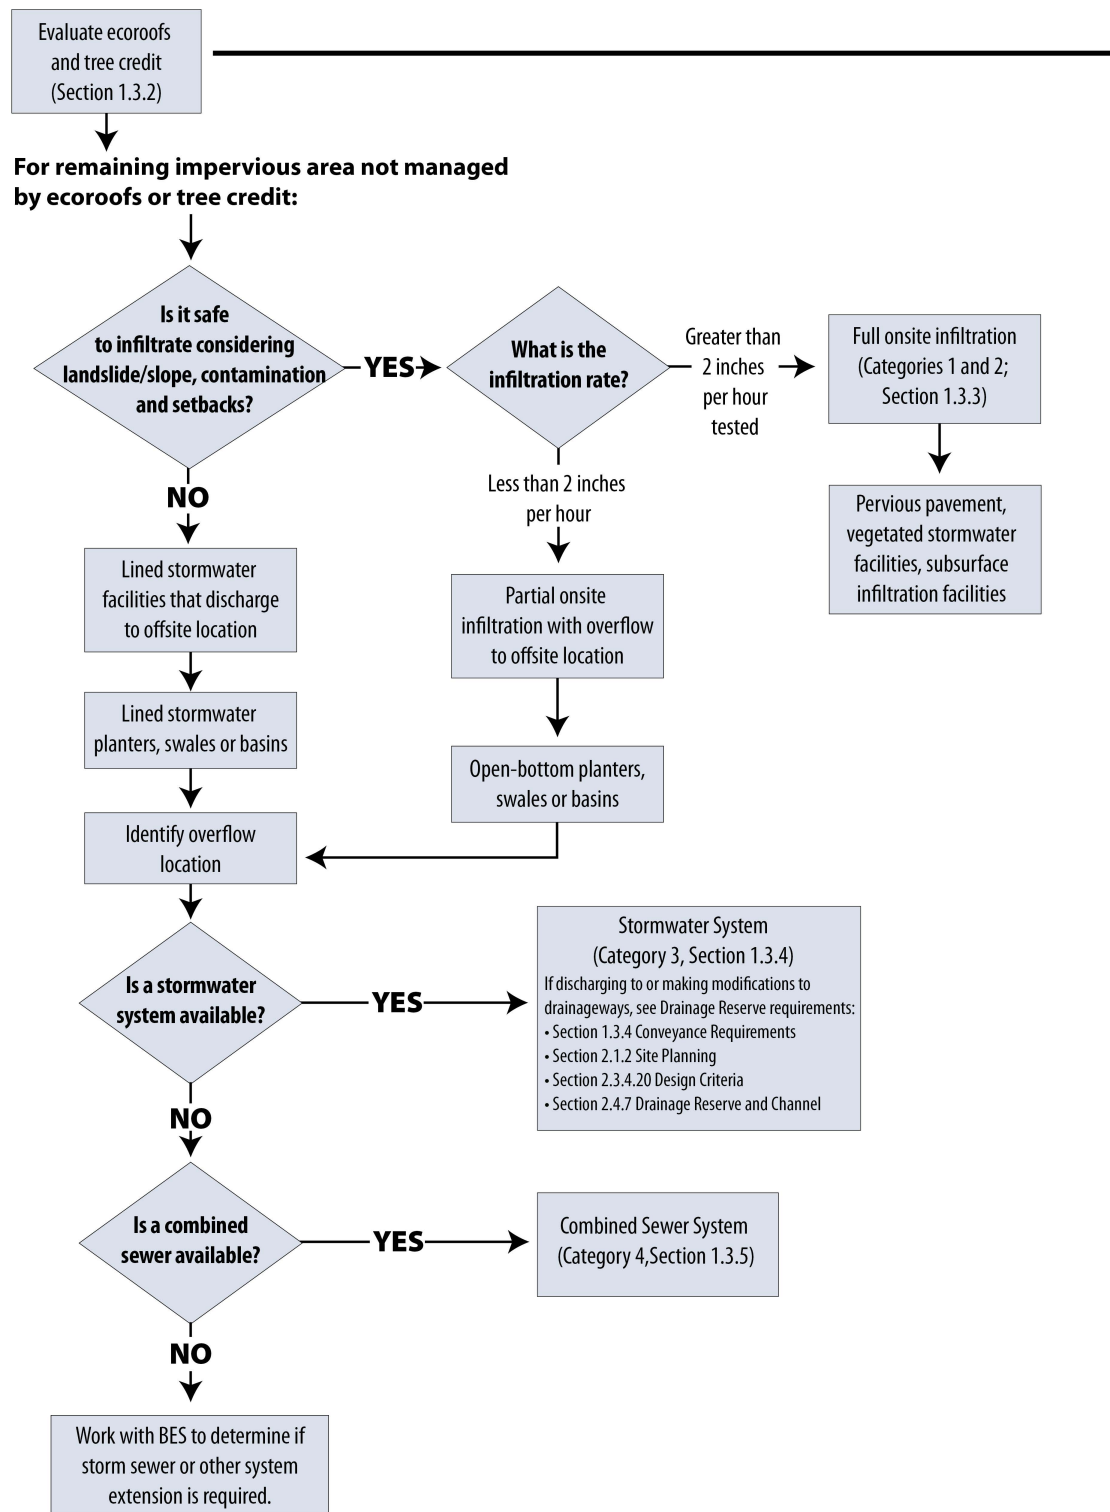 Evaluate ecoroofs
and tree credit
(Section 1.3.2)
For remaining impervious area not managed
by ecoroofs or tree credit:
Is it safe
to infiltrate considering
landslide/slope, contamination
and setbacks?
YES
What is the
infiltration rate?
Greater than
2 inches
per hour
tested
Full onsite infiltration
(Categories 1 and 2;
Section 1.3.3)
Pervious pavement,
vegetated stormwater
facilities, subsurface
infiltration facilities
NO
Less than 2 inches
per hour
Lined stormwater
facilities that discharge
to offsite location
Partial onsite
infiltration with overflow
to offsite location
Lined stormwater
planters, swales or basins
Open-bottom planters,
swales or basins
Identify overflow
location
Is a stormwater
system available?
YES
Stormwater System
(Category 3, Section 1.3.4)
If discharging to or making modifications to
drainageways, see Drainage Reserve requirements:
• Section 1.3.4 Conveyance Requirements
• Section 2.1.2 Site Planning
• Section 2.3.4.20 Design Criteria
• Section 2.4.7 Drainage Reserve and Channel
NO
Is a combined
sewer available?
YES
Combined Sewer System
(Category 4,Section 1.3.5)
NO
Work with BES to determine if
storm sewer or other system
extension is required.